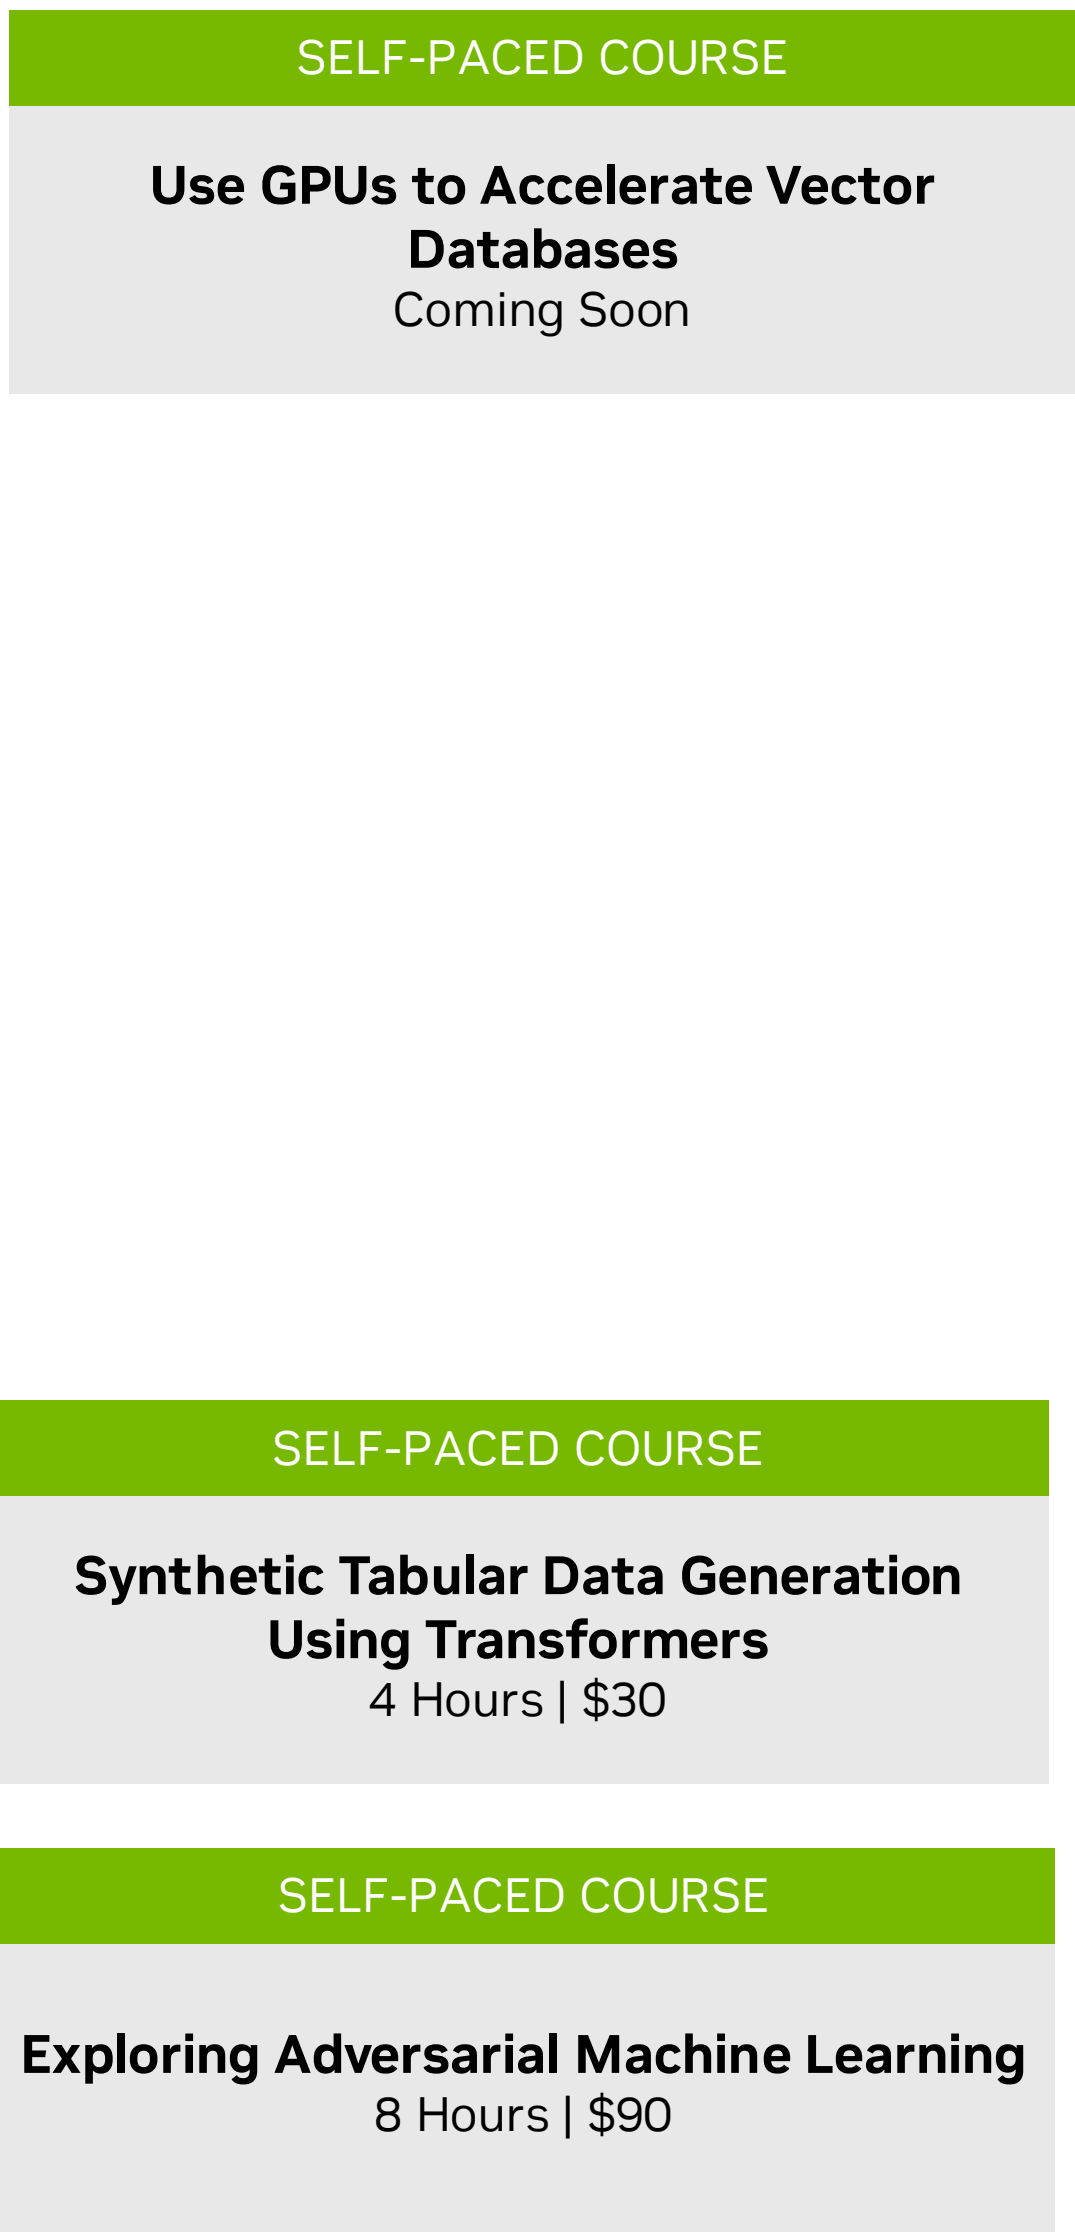 SELF-PACED COURSE
Use GPUs to Accelerate Vector
Databases
Coming Soon
SELF-PACED COURSE
Synthetic Tabular Data Generation
Using Transformers
4 Hours | $30
SELF-PACED COURSE
Exploring Adversarial Machine Learning
8 Hours | $90